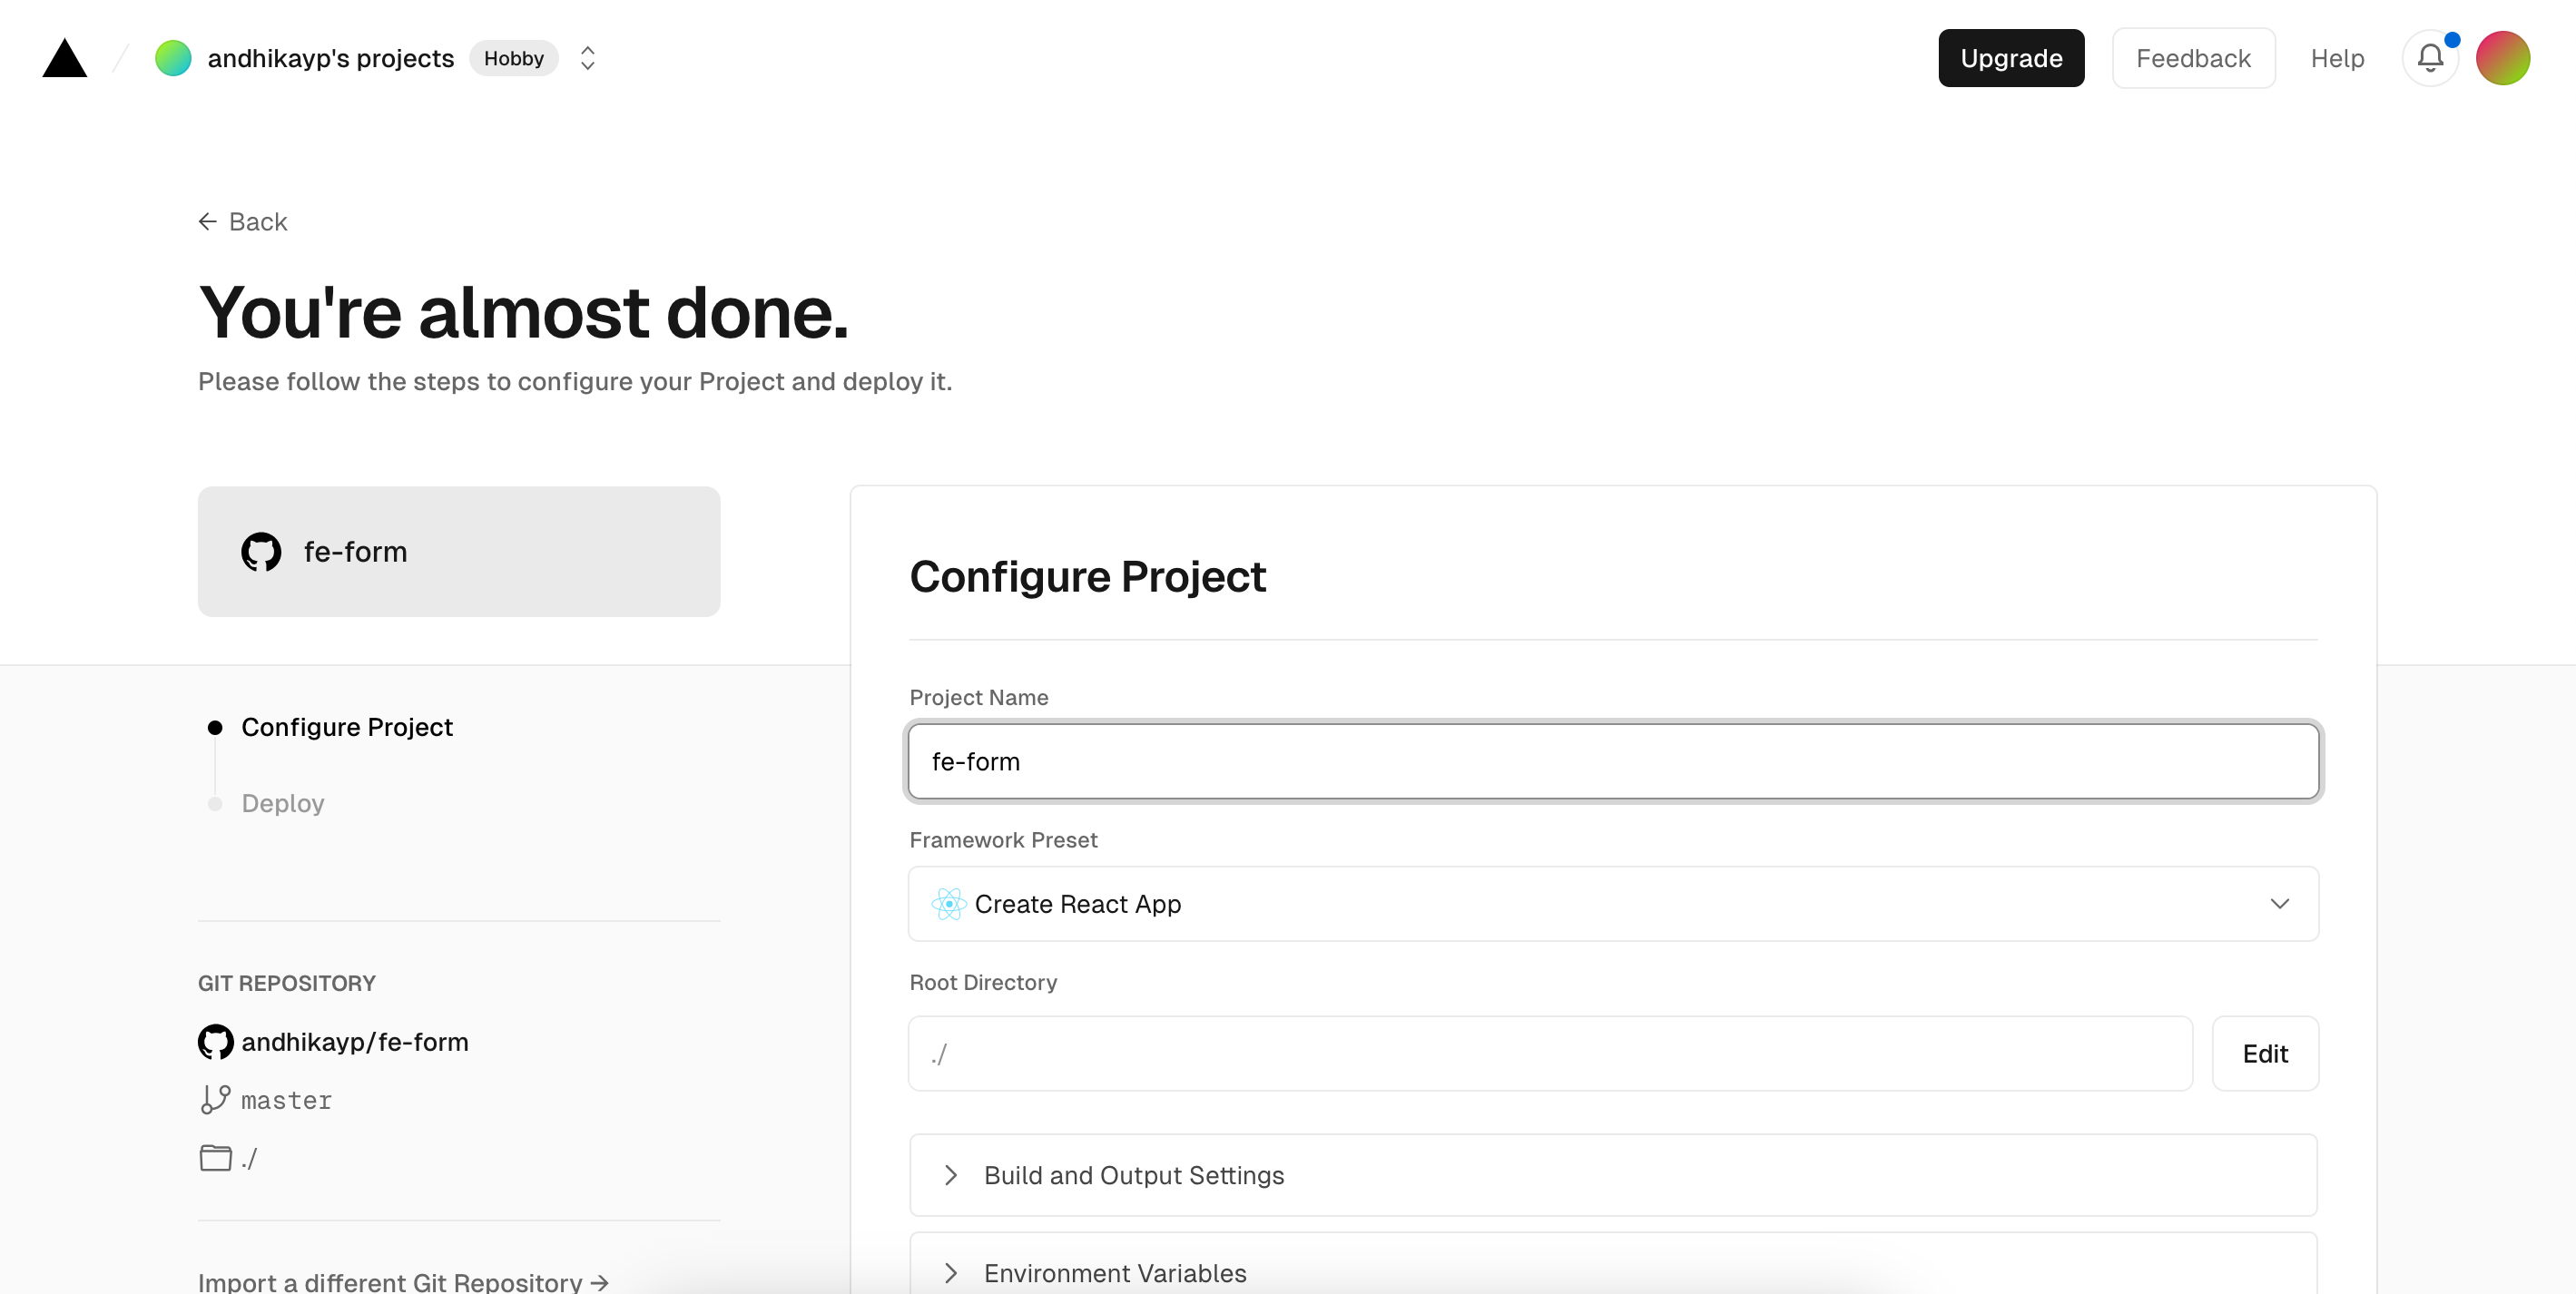 andhikayp's projects Hobby
Upgrade Feedback Help
← Back
You're almost done.
Please follow the steps to configure your Project and deploy it.
fe-form
Configure Project
Deploy
GIT REPOSITORY
andhikayp/fe-form
master
./
Import a different Git Repository →
Configure Project
Project Name
fe-form
Framework Preset
Create React App
Root Directory
./ Edit
Build and Output Settings
Environment Variables